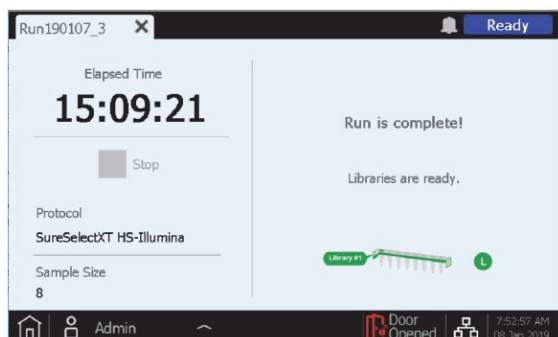 Run190107_3
Ready
Elapsed Time
15:09:21
Stop
Protocol
SureSelectXT HS-Illumina
Sample Size
8
Run is complete!
Libraries are ready.
Library #1
L
Admin
Door
Opened
7:52:57 AM
08 Jan 2019